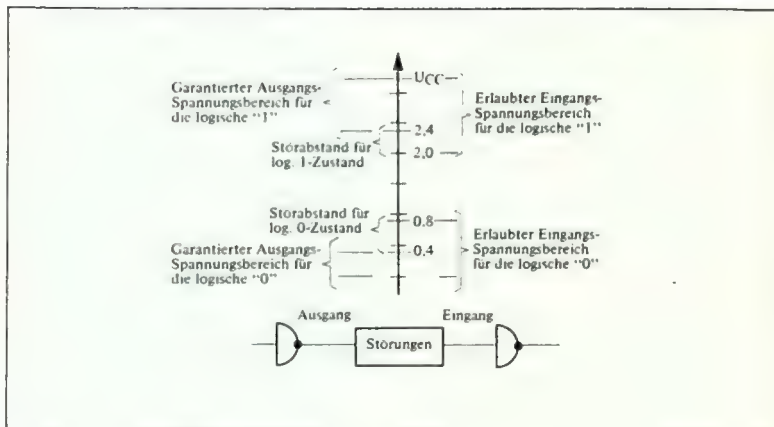 UCC
Garantierter Ausgangs-
Spannungsbereich für
die logische "1"
Erlaubter Eingangs-
Spannungsbereich
für die logische "1"
2,4
Störabstand für
log. 1-Zustand
2,0
Störabstand für
log. 0-Zustand
0,8
Garantierter Ausgangs-
Spannungsbereich für
die logische "0"
Erlaubter Eingangs-
Spannungsbereich
für die logische "0"
0,4
Ausgang
Eingang
Störungen